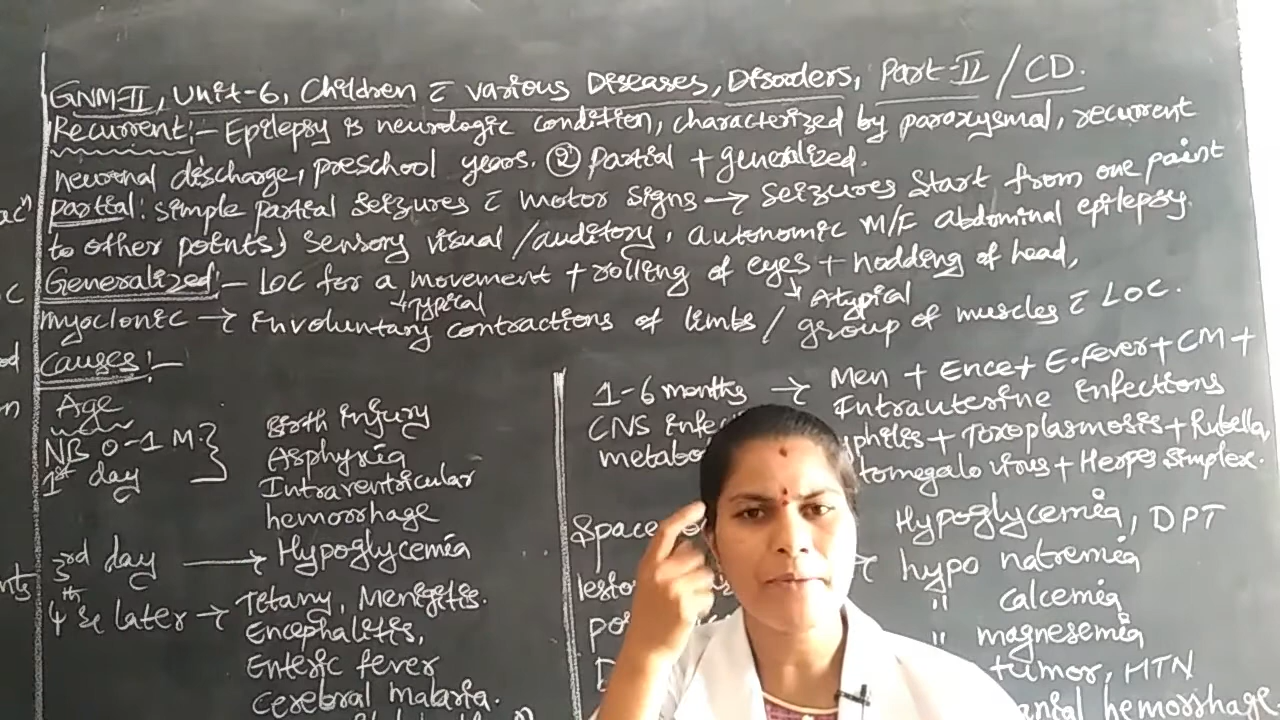 GNM-II, Unit-6, Children c̄ various Diseases, Disorders, Part-II / CD.
Recurrent:- Epilepsy is neurologic condition, characterized by paroxysmal, recurrent
neuronal discharge, preschool years. ② Partial + generalized.
Partial: Simple partial seizures c̄ motor signs → seizures start from one point
to other points) Sensory visual / auditory, autonomic M/F abdominal epilepsy.
Generalized:- LOC for a movement + rolling of eyes + nodding of head,
↳ Typical ↳ Atypical
myoclonic → involuntary contractions of limbs / group of muscles c̄ LOC.
Causes:-
Age
NB 0-1 M. Birth injury
1st day Asphyxia
Intraventricular
hemorrhage
3rd day → Hypoglycemia
4th & later → Tetany, Menigitis.
Encephalitis,
Enteric fever
Cerebral malaria.
1-6 months → Men + Ence + E.Fever + CM +
CNS Intrauterine Infections
+ Toxoplasmosis + Rubella,
+ Herpes Simplex.
Space Hypoglycemia, DPT
hypo natremia
" calcemia
" magnesemia
tumor, HTN
hemorrhage